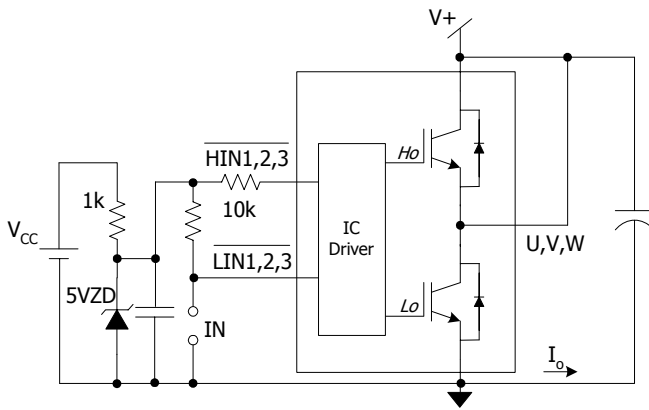 V+
HIN1,2,3
Ho
1k
10k
IC
Driver
VCC
U,V,W
LIN1,2,3
5VZD
Lo
IN
Io